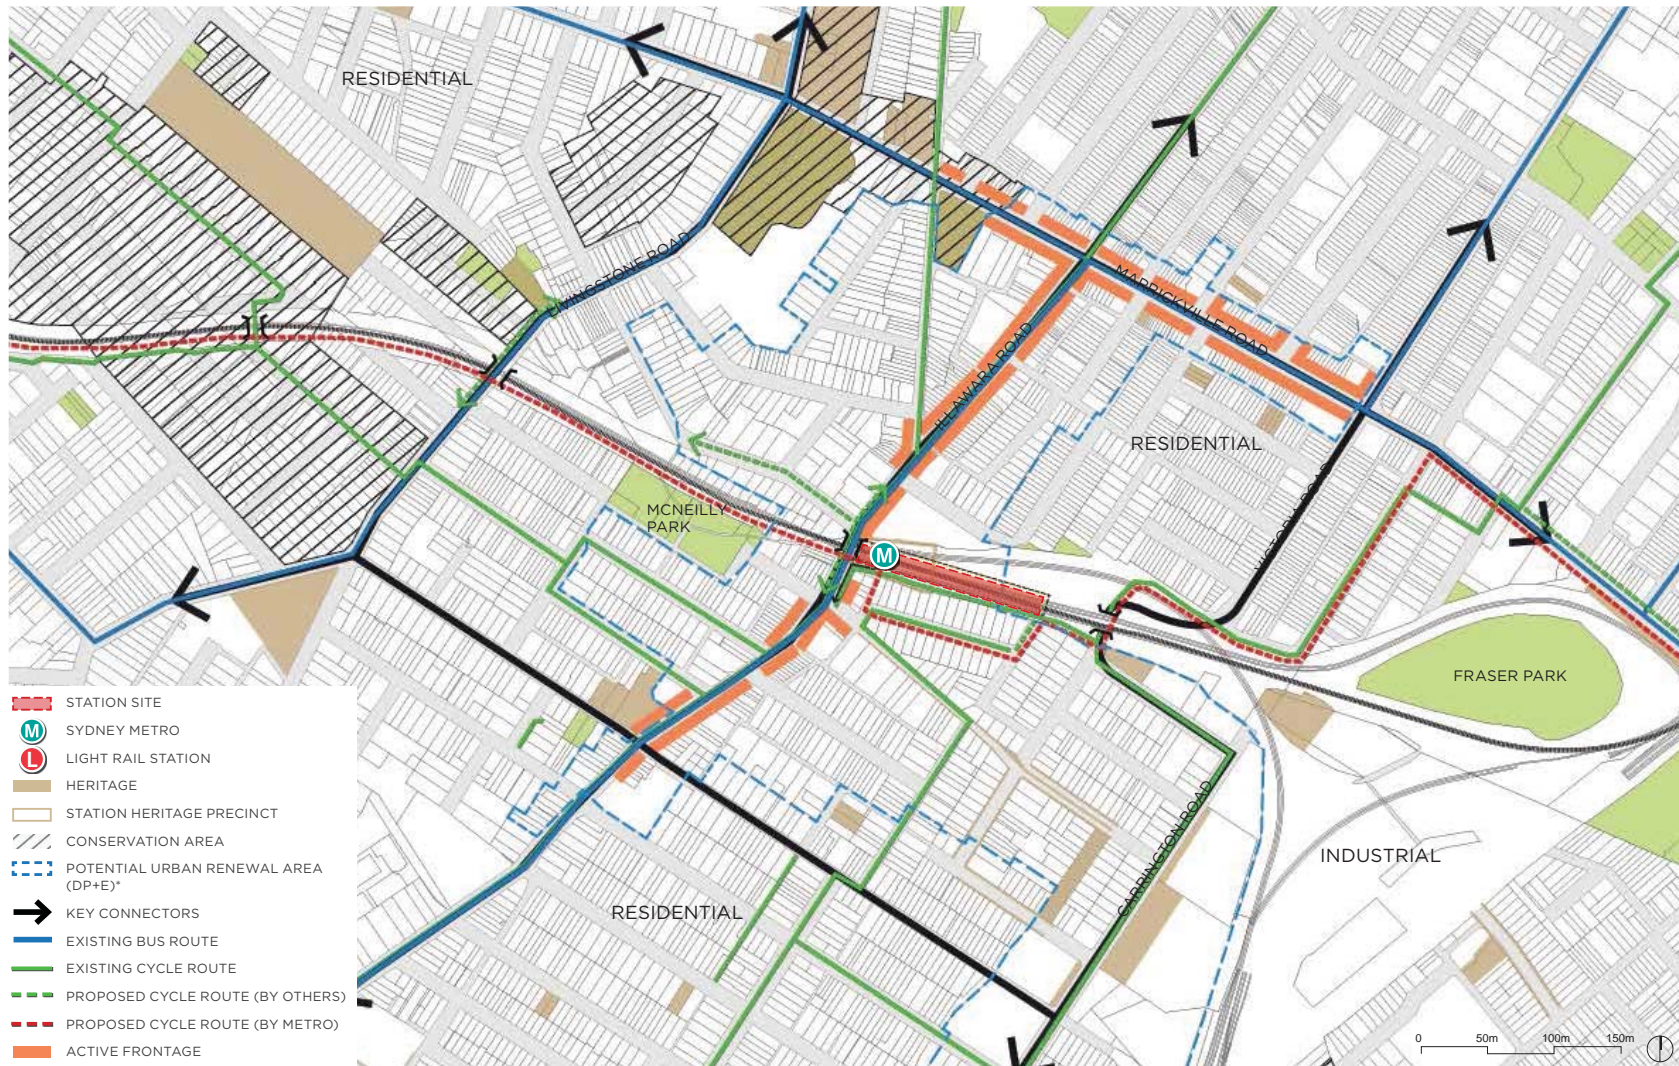 RESIDENTIAL
LIVINGSTONE ROAD
MARRICKVILLE ROAD
ILLAWARA ROAD
RESIDENTIAL
VICTORIA ROAD
MCNEILLY
PARK
M
FRASER PARK
CARRINGTON ROAD
INDUSTRIAL
RESIDENTIAL
STATION SITE
M SYDNEY METRO
L LIGHT RAIL STATION
HERITAGE
STATION HERITAGE PRECINCT
CONSERVATION AREA
POTENTIAL URBAN RENEWAL AREA
(DP+E)*
KEY CONNECTORS
EXISTING BUS ROUTE
EXISTING CYCLE ROUTE
PROPOSED CYCLE ROUTE (BY OTHERS)
PROPOSED CYCLE ROUTE (BY METRO)
ACTIVE FRONTAGE
0 50m 100m 150m